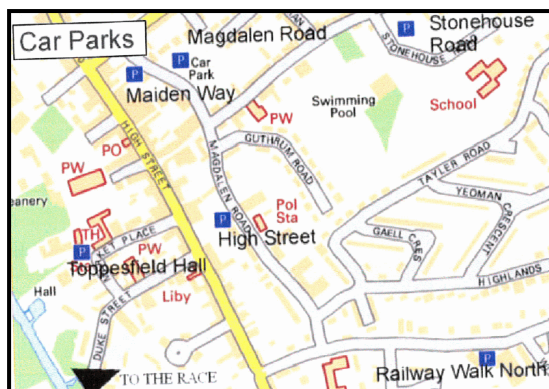 Car Parks
Magdalen Road
Stonehouse
Road
STONEHOUSE
P
P
P
Car
Park
Maiden Way
School
Swimming
Pool
PW
PO
HIGH STREET
GUTHRUM ROAD
MAGDALEN ROAD
TAYLER ROAD
PW
YEOMAN
CRESCENT
eanery
Pol
Sta
P
High Street
GAELL CRES
TH
KET PLACE
P
Toppesfield Hall
PW
HIGHLANDS
Hall
Liby
DUKE STREET
P
Railway Walk North
TO THE RACE